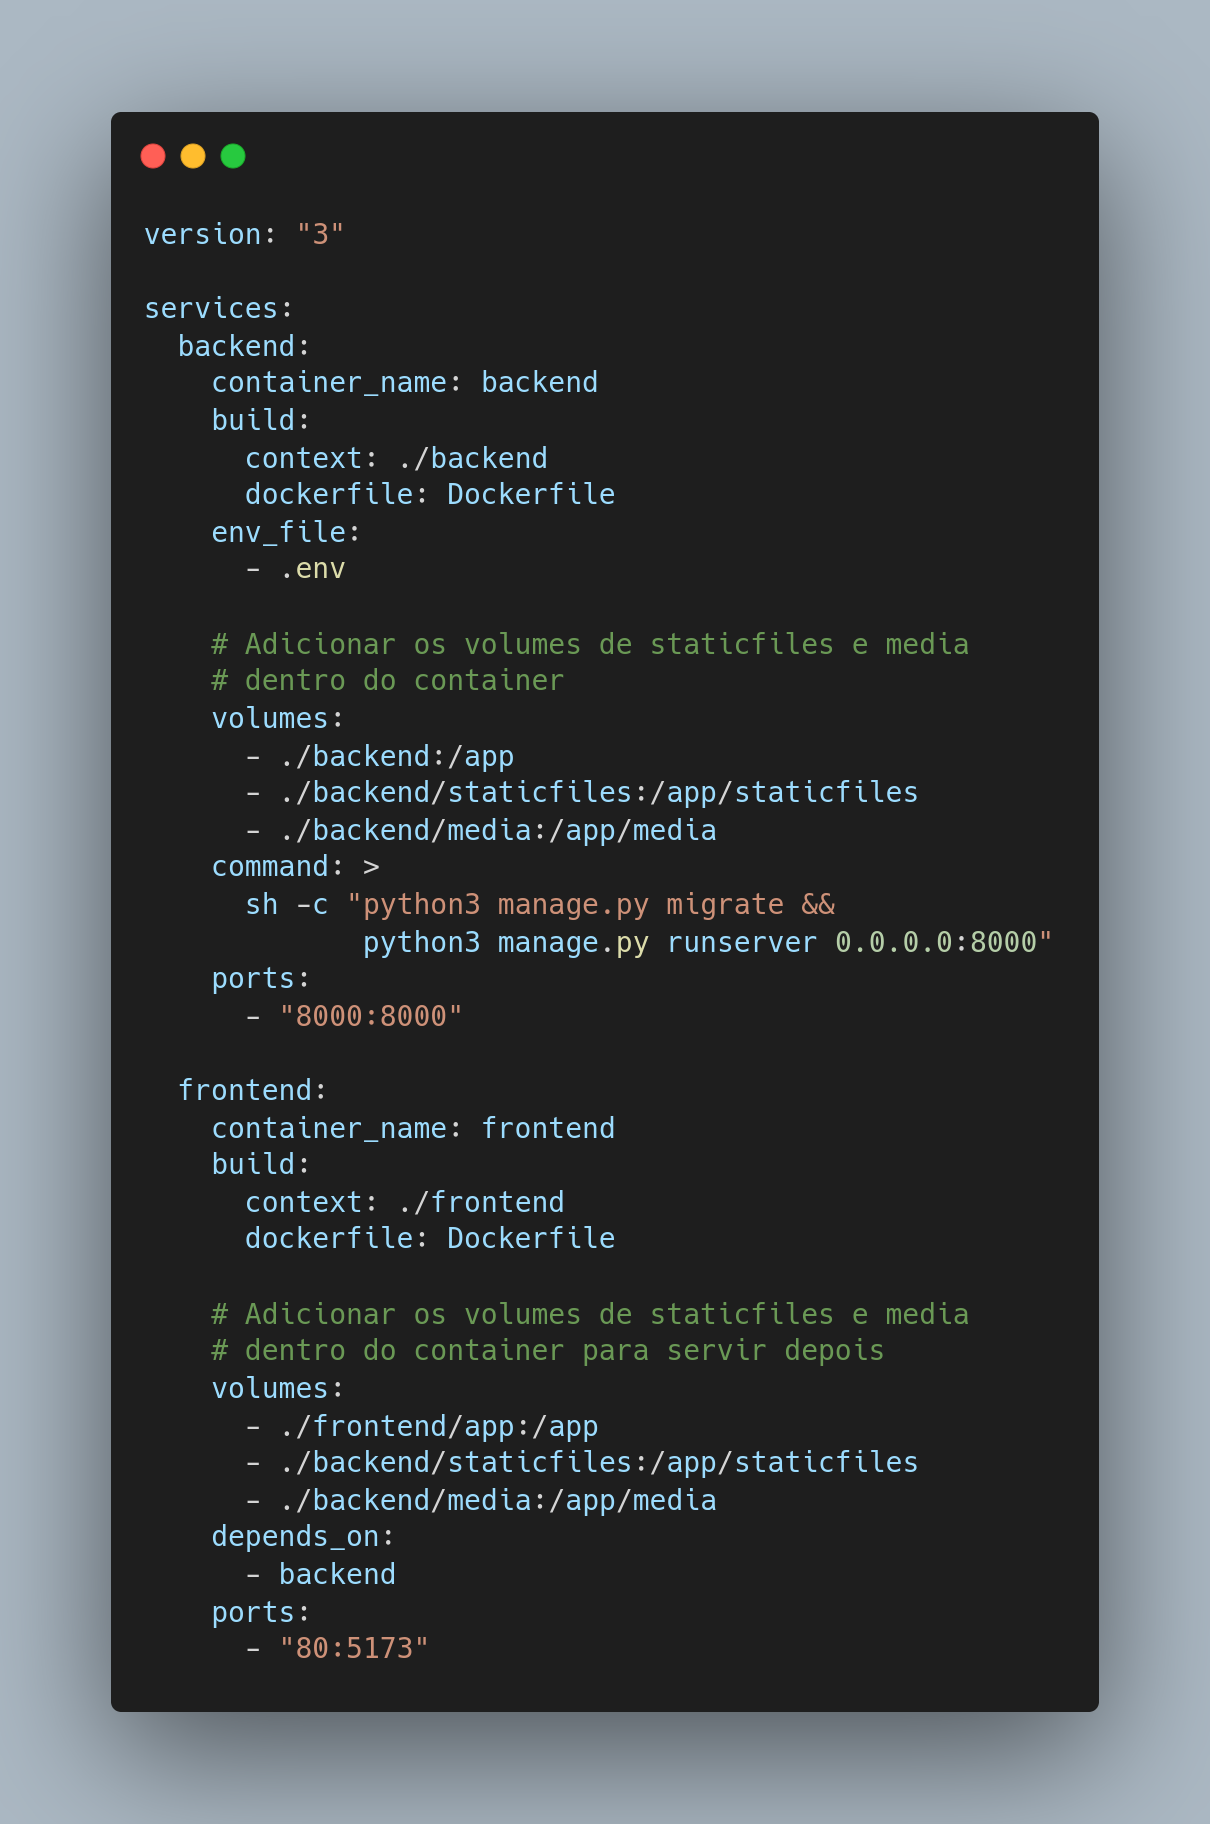 version: "3"

services:
  backend:
    container_name: backend
    build:
      context: ./backend
      dockerfile: Dockerfile
    env_file:
      - .env

    # Adicionar os volumes de staticfiles e media
    # dentro do container
    volumes:
      - ./backend:/app
      - ./backend/staticfiles:/app/staticfiles
      - ./backend/media:/app/media
    command: >
      sh -c "python3 manage.py migrate &&
             python3 manage.py runserver 0.0.0.0:8000"
    ports:
      - "8000:8000"

  frontend:
    container_name: frontend
    build:
      context: ./frontend
      dockerfile: Dockerfile

    # Adicionar os volumes de staticfiles e media
    # dentro do container para servir depois
    volumes:
      - ./frontend/app:/app
      - ./backend/staticfiles:/app/staticfiles
      - ./backend/media:/app/media
    depends_on:
      - backend
    ports:
      - "80:5173"